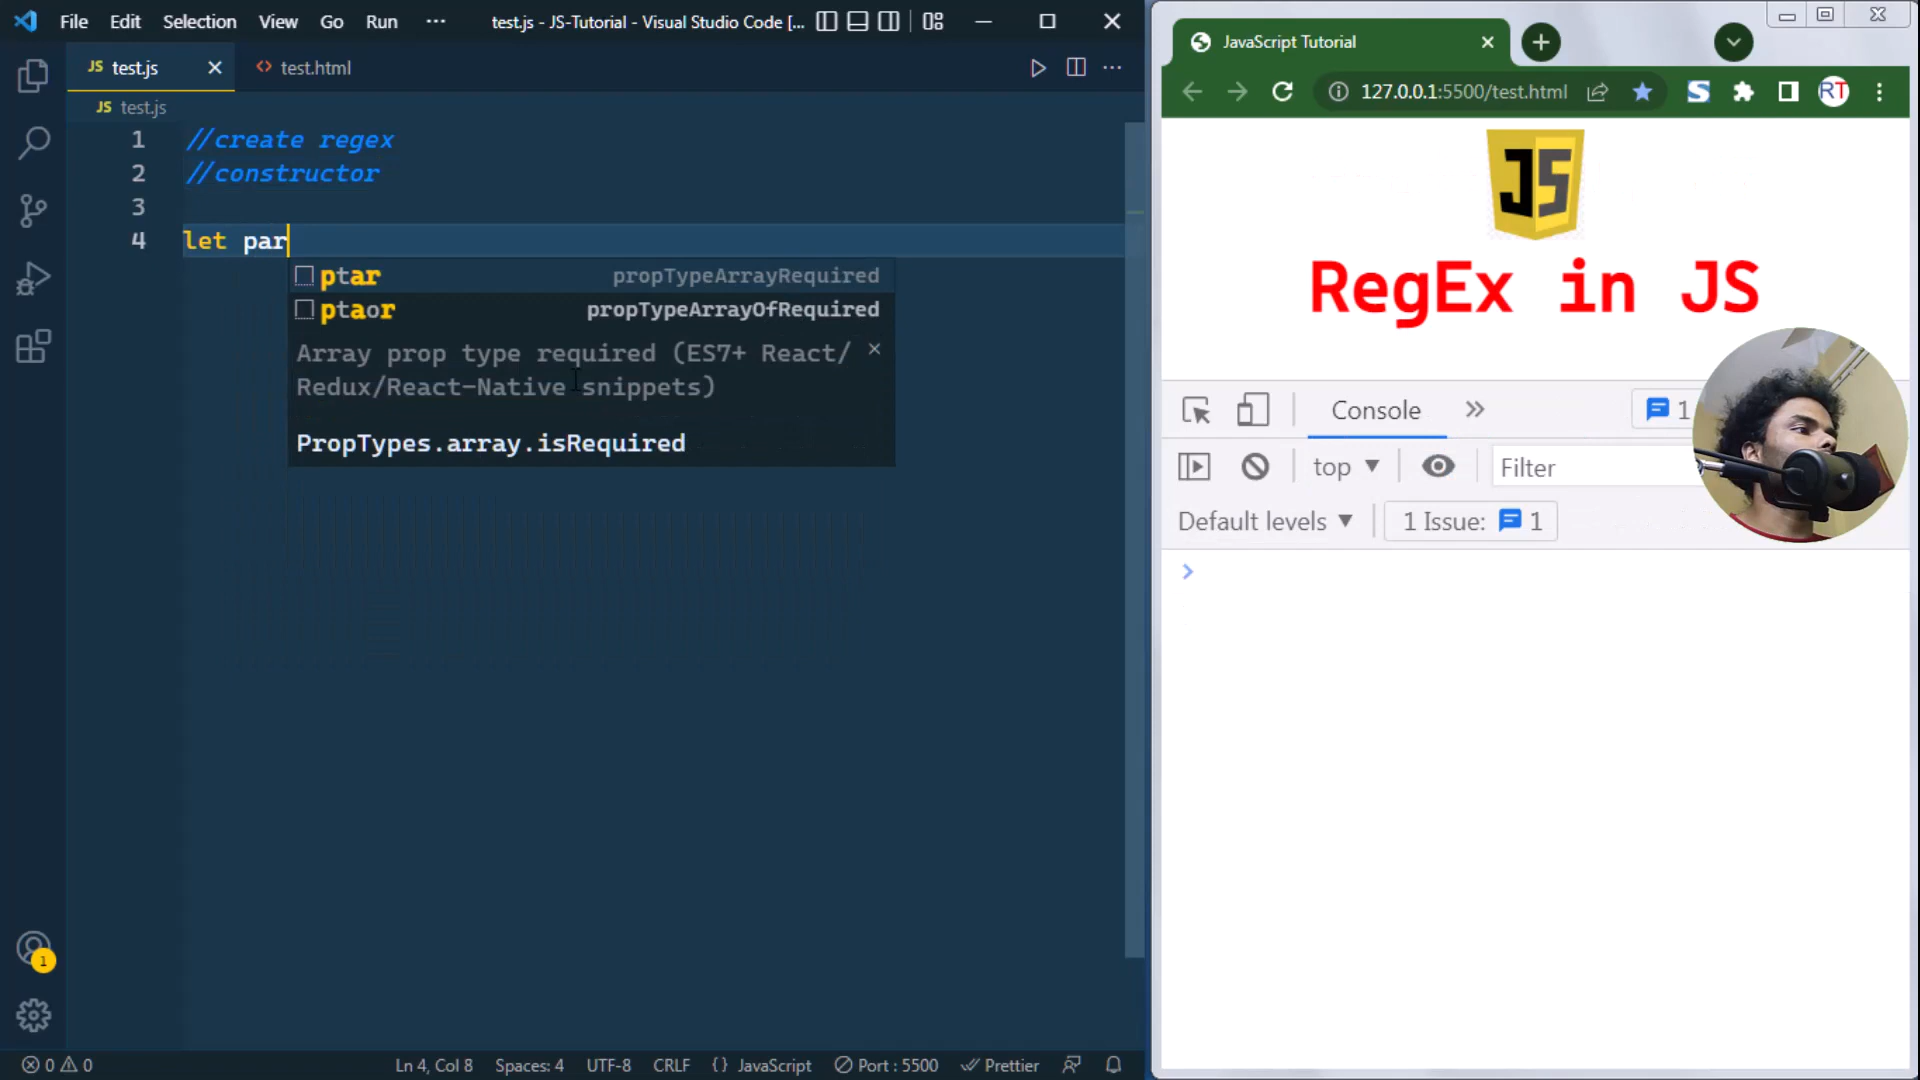 File Edit Selection View Go Run ··· test.js - JS-Tutorial - Visual Studio Code [...
JS test.js
test.html
JS test.js
1 //create regex
2 //constructor
3
4 let par
ptar propTypeArrayRequired
ptaor propTypeArrayOfRequired
Array prop type required (ES7+ React/
Redux/React-Native snippets)
PropTypes.array.isRequired
1
0 0 Ln 4, Col 8 Spaces: 4 UTF-8 CRLF {} JavaScript Port : 5500 Prettier
JavaScript Tutorial
127.0.0.1:5500/test.html S RT
JS
RegEx in JS
Console 1
top Filter
Default levels 1 Issue: 1